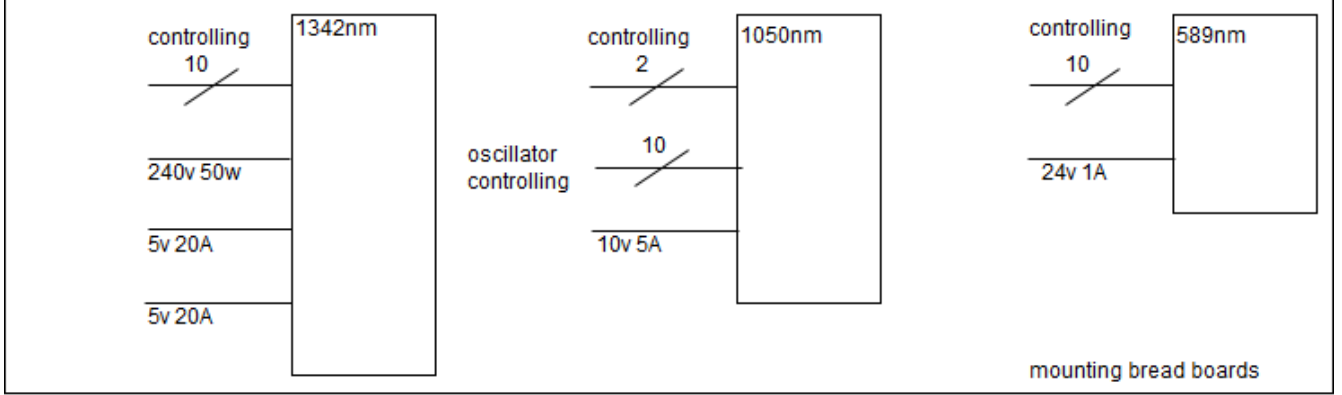 controlling
10
1342nm
240v 50w
5v 20A
5v 20A
controlling
2
1050nm
oscillator
controlling
10
10v 5A
controlling
10
589nm
24v 1A
mounting bread boards